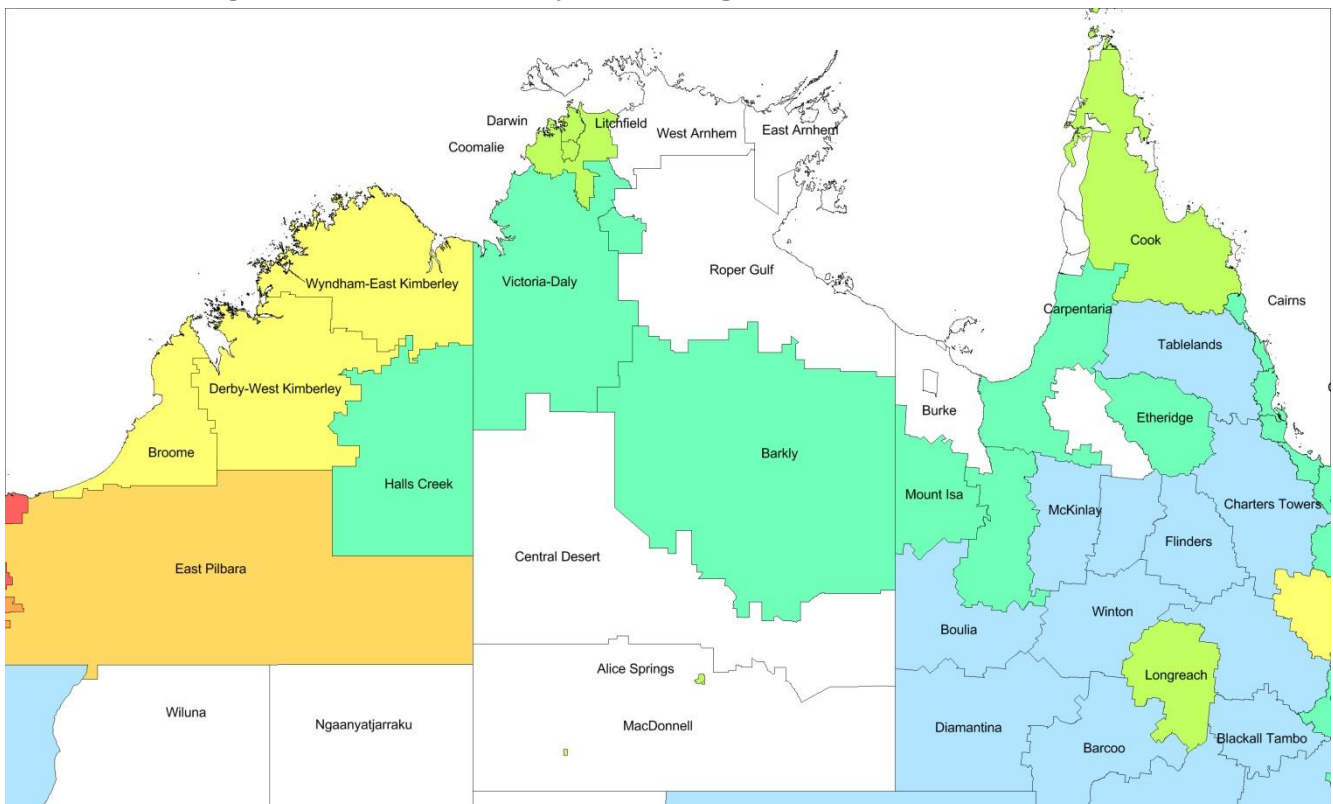 Darwin
Litchfield
West Arnhem
East Arnhem
Coomalie
Cook
Wyndham-East Kimberley
Victoria-Daly
Roper Gulf
Carpentaria
Cairns
Tablelands
Derby-West Kimberley
Burke
Etheridge
Broome
Barkly
Halls Creek
Mount Isa
McKinlay
Charters Towers
Flinders
Central Desert
East Pilbara
Winton
Boulia
Alice Springs
Longreach
Wiluna
Ngaanyatjarraku
MacDonnell
Diamantina
Barcoo
Blackall Tambo